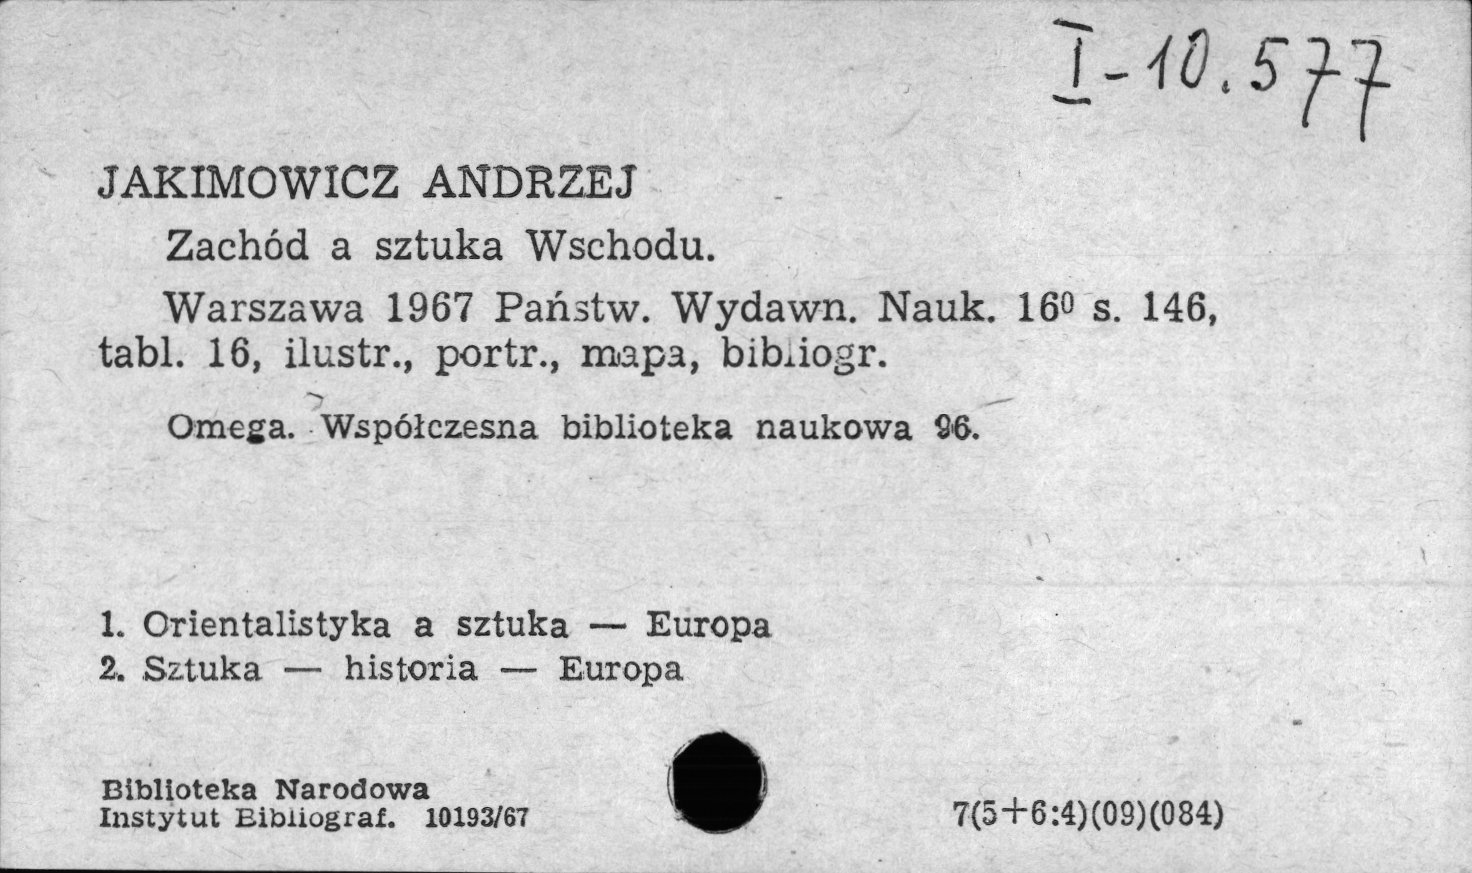 I-10.577
JAKIMOWICZ ANDRZEJ
Zachód a sztuka Wschodu.
Warszawa 1967 Państw. Wydawn. Nauk. 16⁰ s. 146,
tabl. 16, ilustr., portr., mapa, bibliogr.
Omega. Współczesna biblioteka naukowa 96.
1. Orientalistyka a sztuka — Europa
2. Sztuka — historia — Europa
Biblioteka Narodowa
Instytut Bibliograf. 10193/67
7(5+6:4)(09)(084)